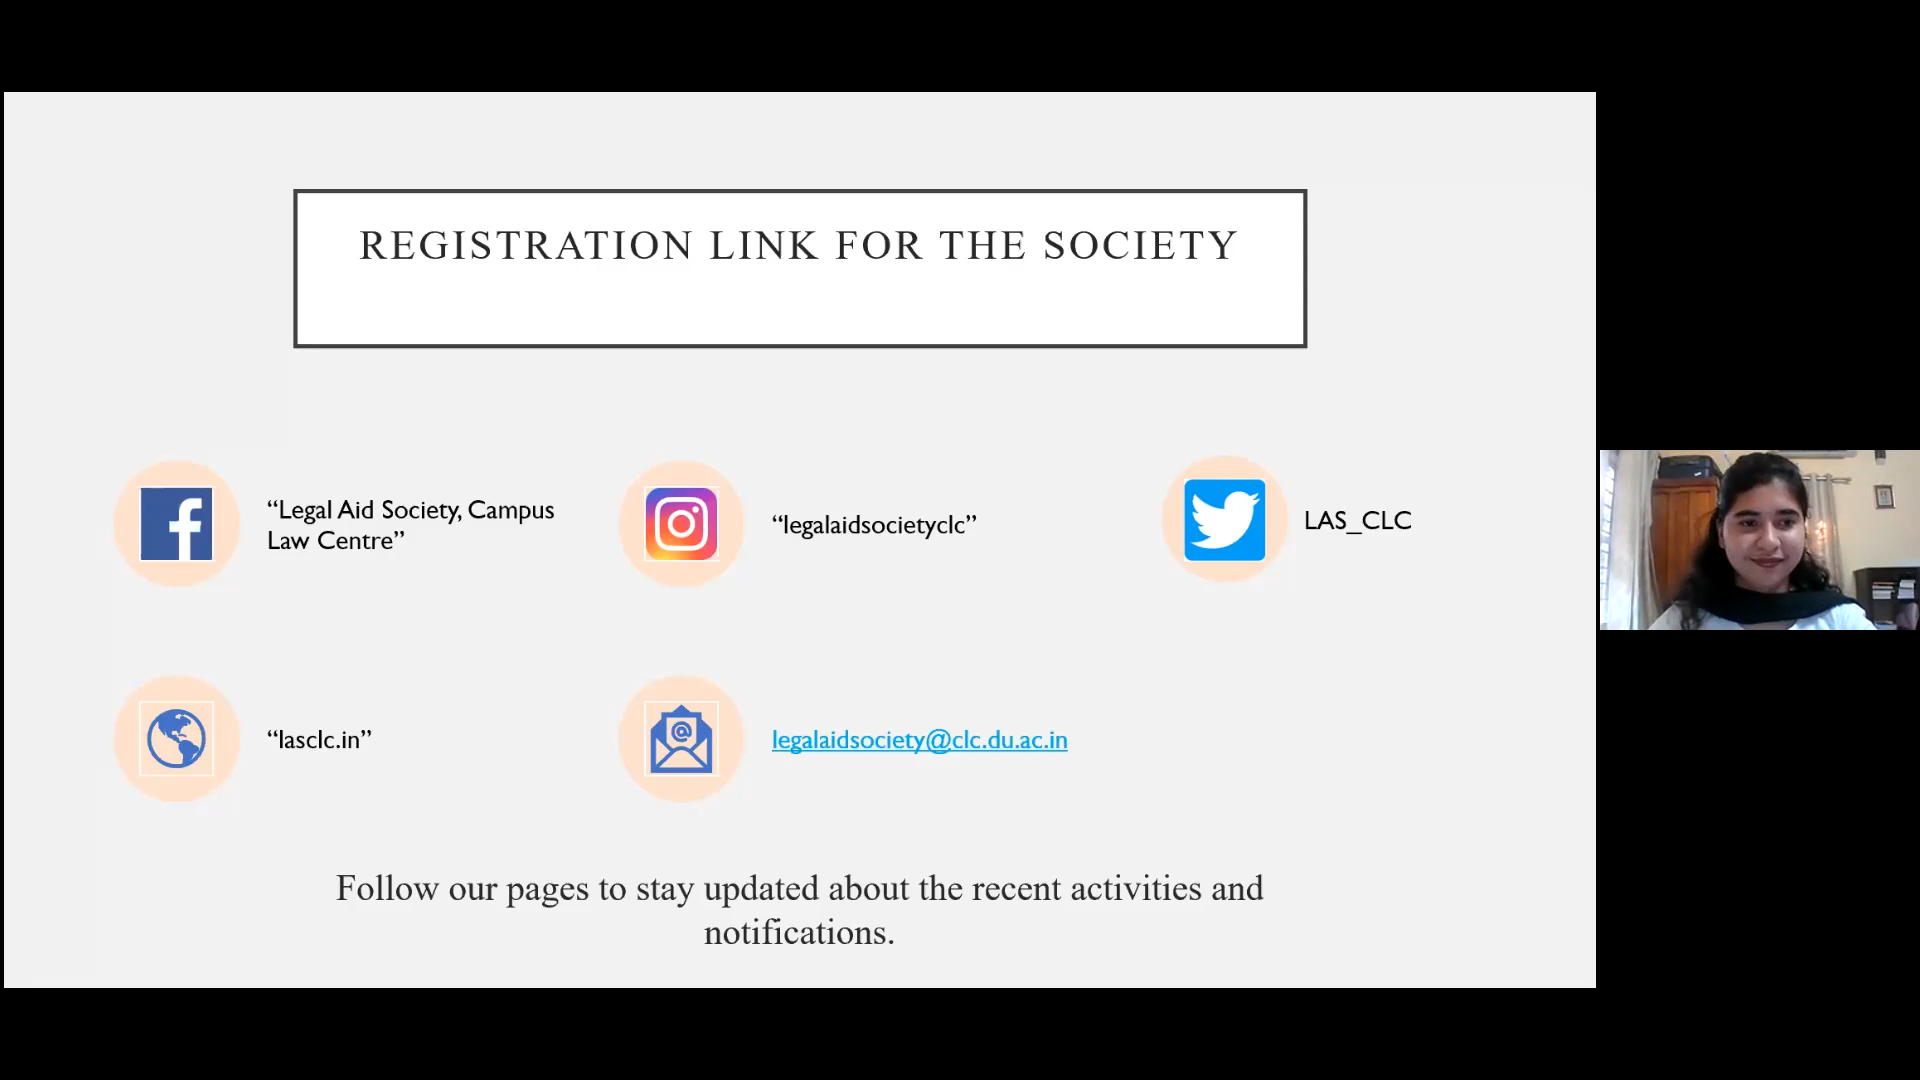 REGISTRATION LINK FOR THE SOCIETY
“Legal Aid Society, Campus
Law Centre”
“legalaidsocietyclc”
LAS_CLC
“lasclc.in”
legalaidsociety@clc.du.ac.in
Follow our pages to stay updated about the recent activities and
notifications.